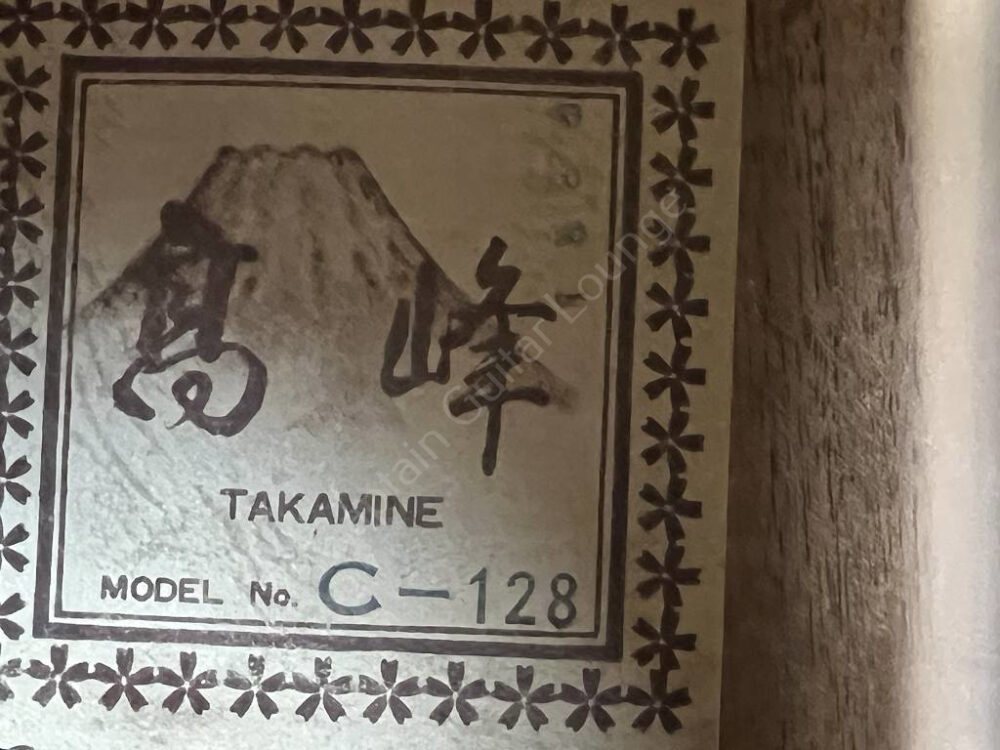 高峰
TAKAMINE
MODEL No. C-128